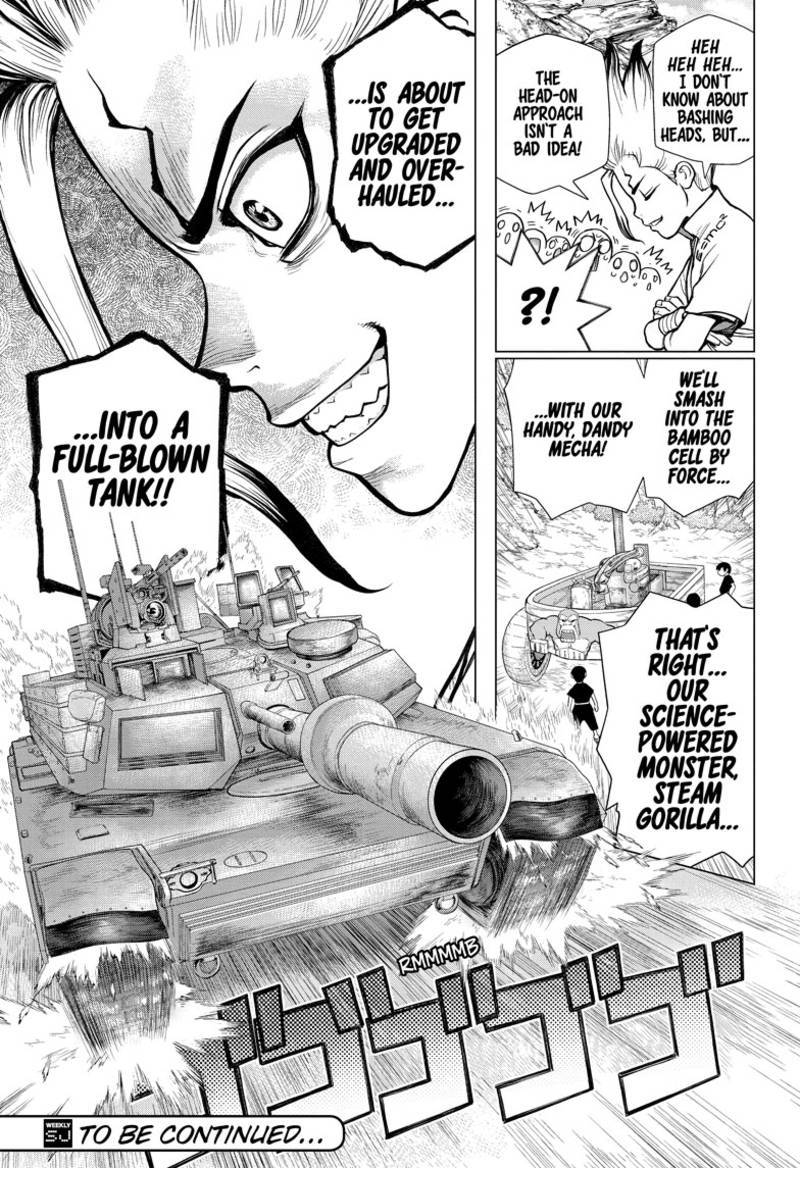 HEH
HEH HEH...
I DON'T
KNOW ABOUT
BASHING
HEADS, BUT...
THE
HEAD-ON
APPROACH
ISN'T A
BAD IDEA!
E=mc²
?!
WE'LL
SMASH
INTO THE
BAMBOO
CELL BY
FORCE...
...WITH OUR
HANDY, DANDY
MECHA!
THAT'S
RIGHT...
OUR
SCIENCE-
POWERED
MONSTER,
STEAM
GORILLA...
...IS ABOUT
TO GET
UPGRADED
AND OVER-
HAULED...
...INTO A
FULL-BLOWN
TANK!!
RMMMMB
ゴゴゴゴゴ
WEEKLY
SJ
TO BE CONTINUED...